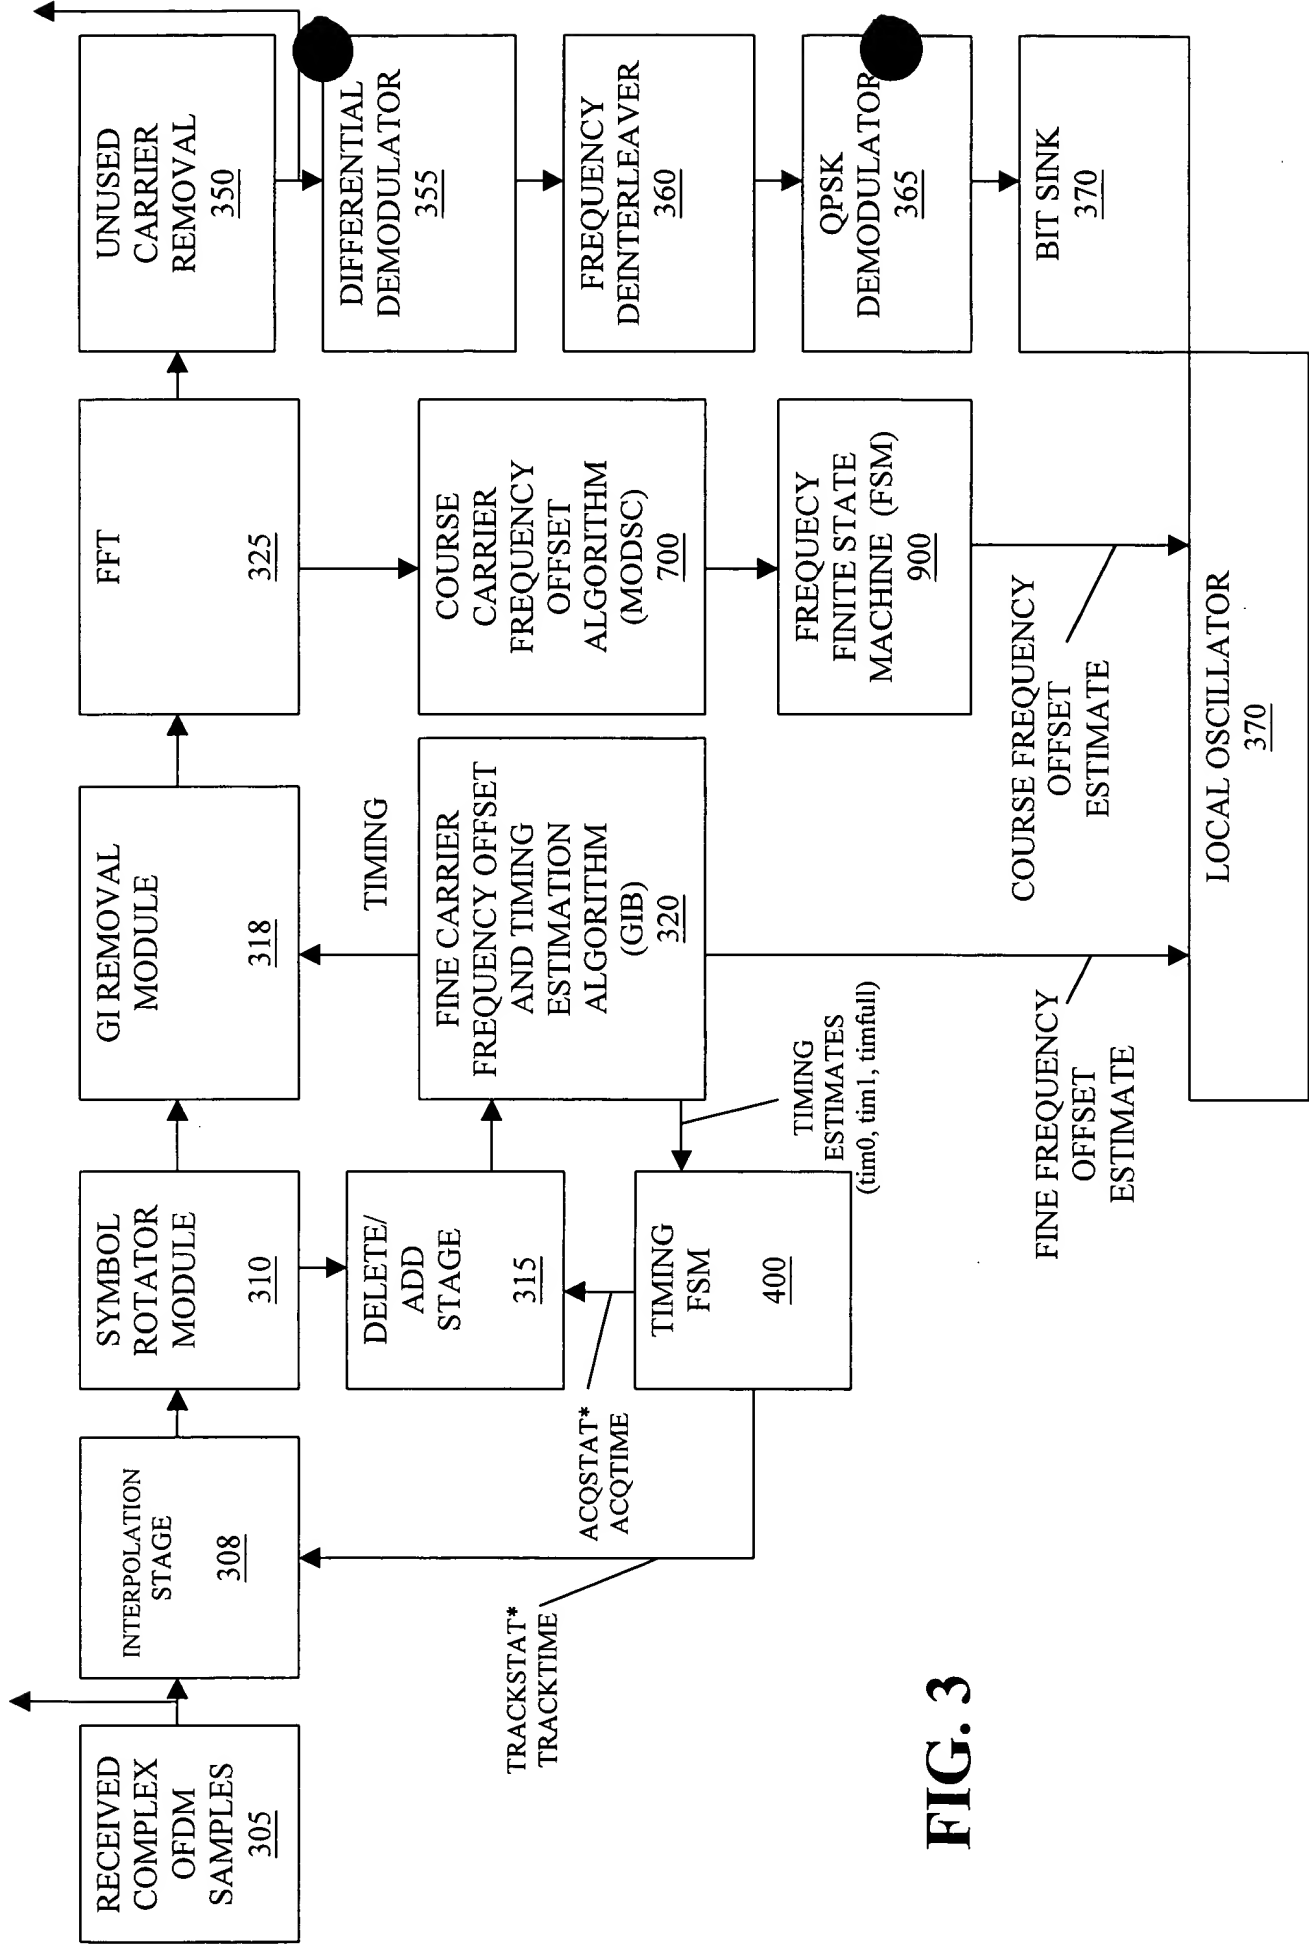 RECEIVED
COMPLEX
OFDM
SAMPLES
305
INTERPOLATION
STAGE
308
SYMBOL
ROTATOR
MODULE
310
GI REMOVAL
MODULE
318
FFT
325
UNUSED
CARRIER
REMOVAL
350
DELETE/
ADD
STAGE
315
TIMING
FINE CARRIER
FREQUENCY OFFSET
AND TIMING
ESTIMATION
ALGORITHM
(GIB)
320
COURSE
CARRIER
FREQUENCY
OFFSET
ALGORITHM
(MODSC)
700
DIFFERENTIAL
DEMODULATOR
355
FREQUENCY
DEINTERLEAVER
360
TRACKSTAT*
TRACKTIME
ACQSTAT*
ACQTIME
TIMING
FSM
400
TIMING
ESTIMATES
(tim0, tim1, timfull)
FREQUECY
FINITE STATE
MACHINE (FSM)
900
QPSK
DEMODULATOR
365
FINE FREQUENCY
OFFSET
ESTIMATE
COURSE FREQUENCY
OFFSET
ESTIMATE
BIT SINK
370
LOCAL OSCILLATOR
370
FIG. 3